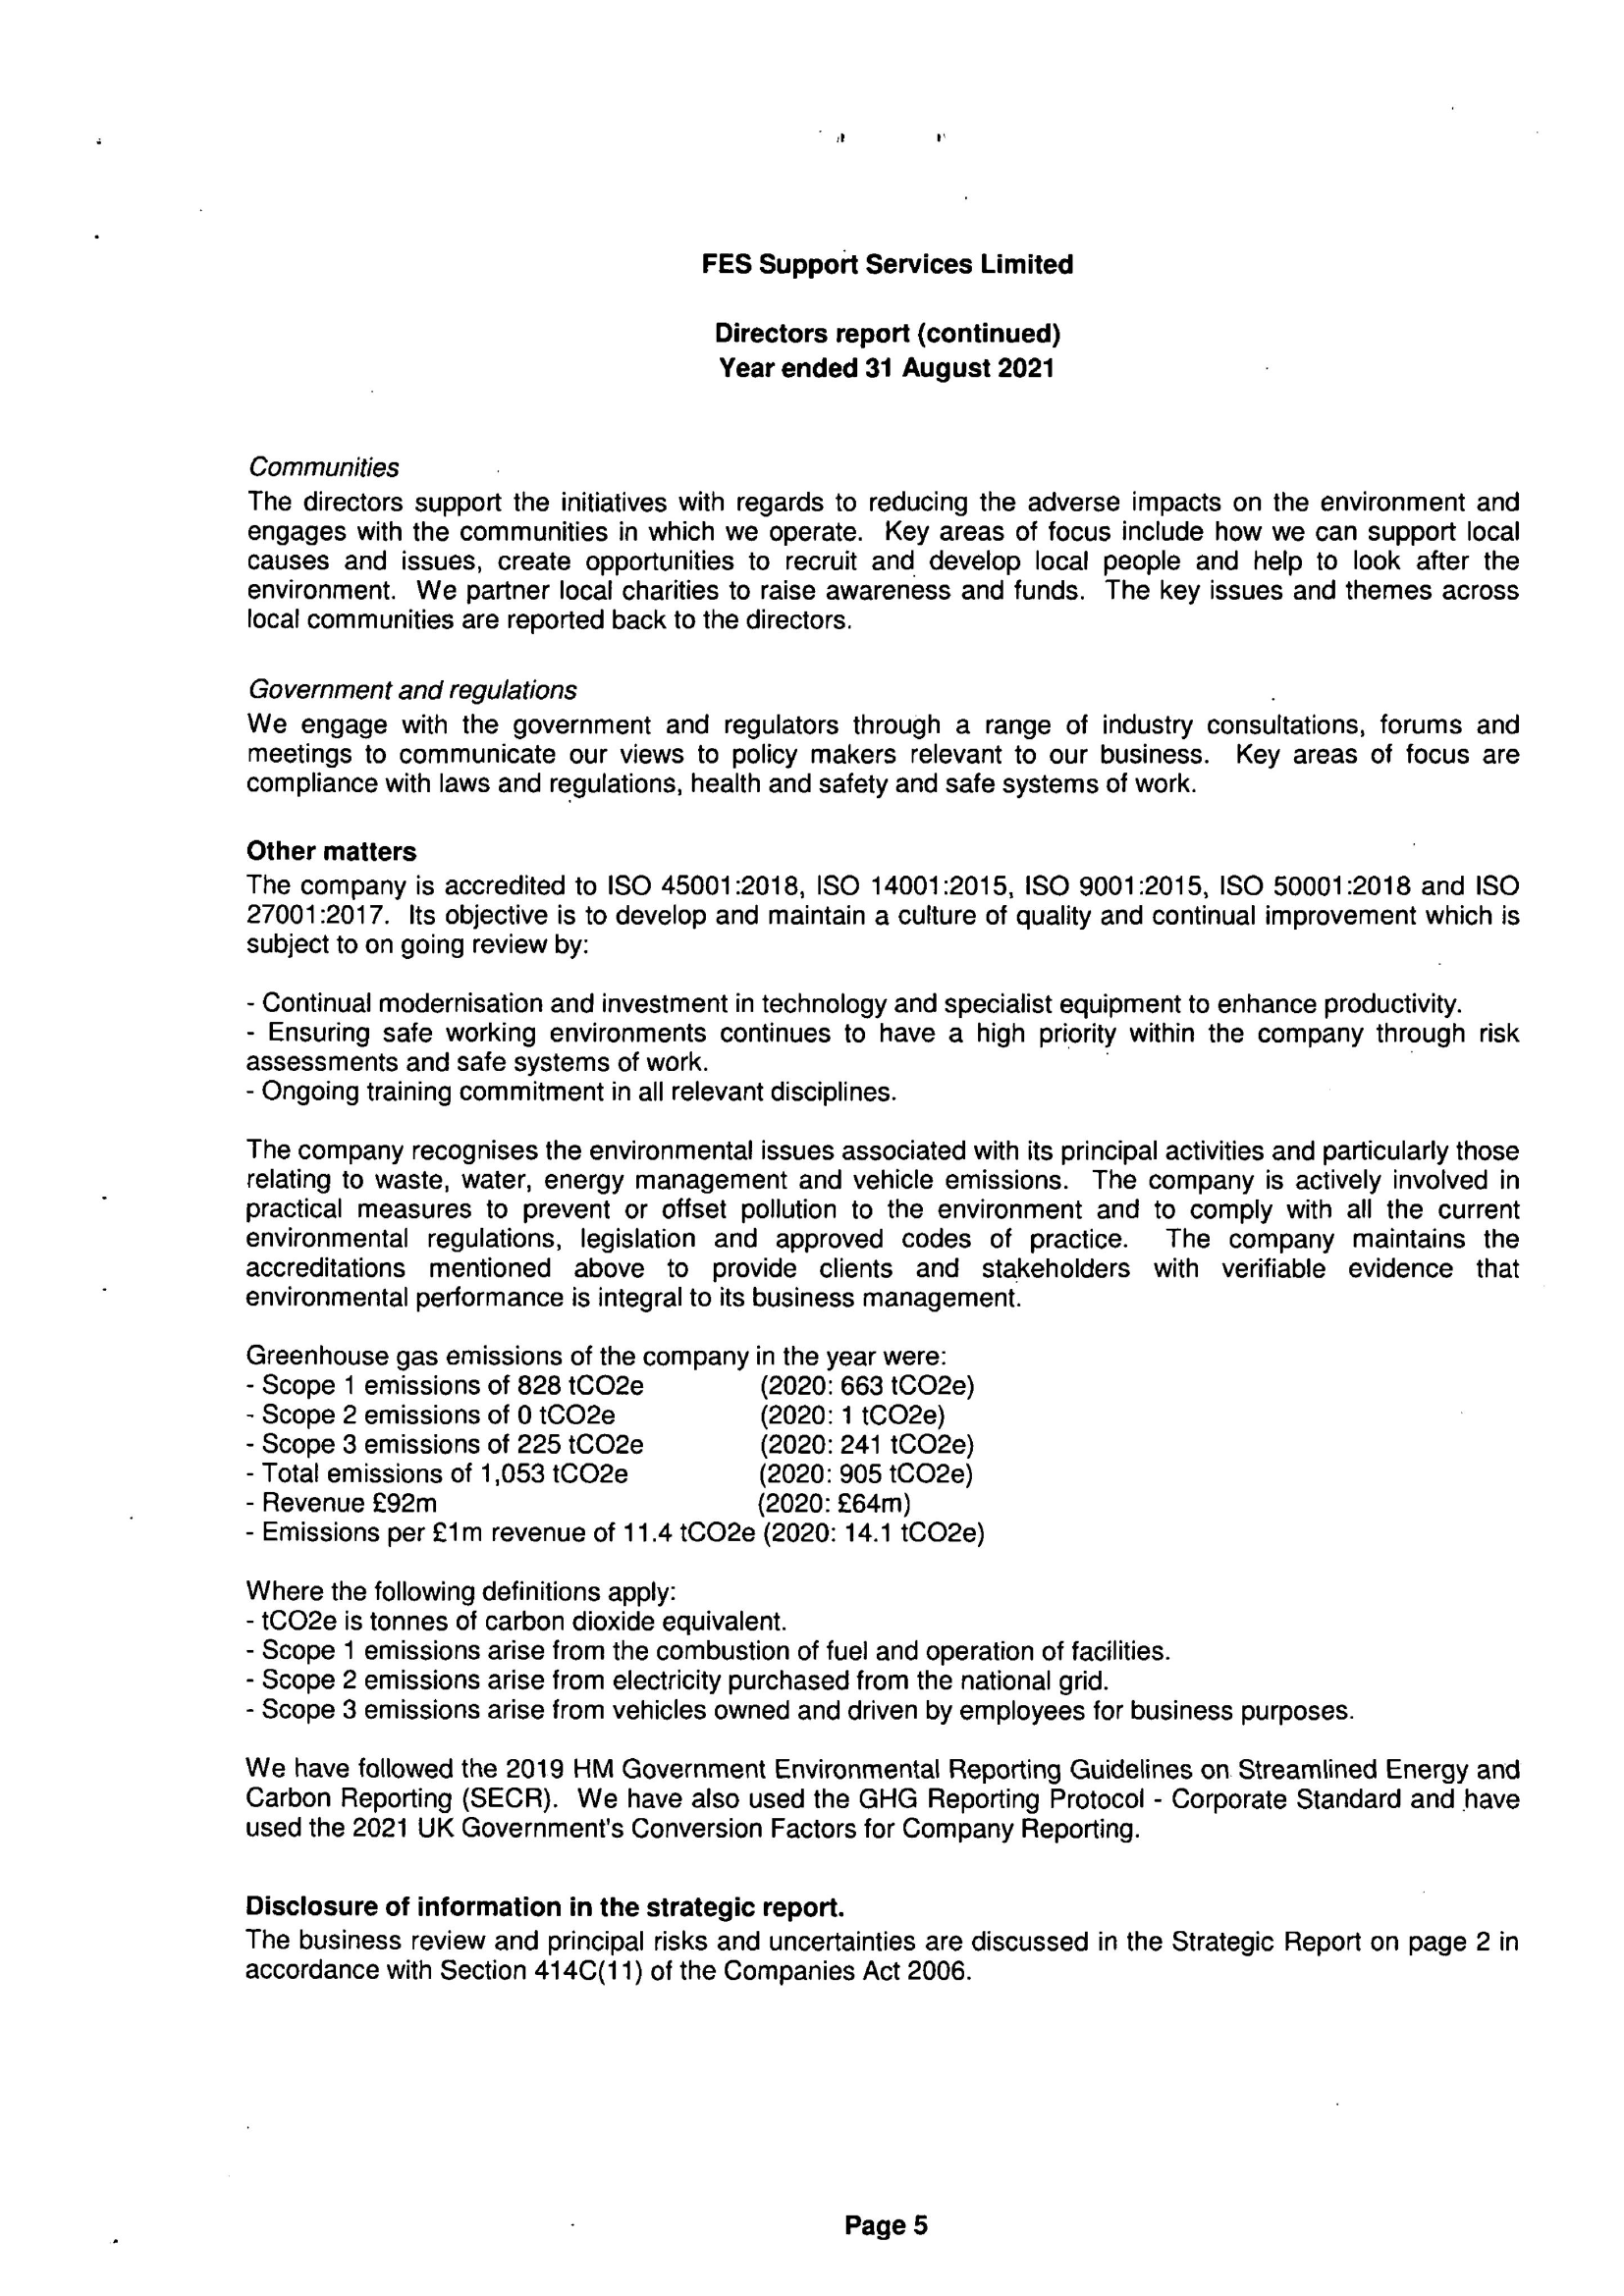 FES Support Services Limited
Directors report (continued)
Year ended 31 August 2021
Communities
The directors support the initiatives with regards to reducing the adverse impacts on the environment and
engages with the communities in which we operate. Key areas of focus include how we can support local
causes and issues, create opportunities to recruit and develop local people and help to look after the
environment. We partner local charities to raise awareness and funds. The key issues and themes across
local communities are reported back to the directors.
Government and regulations
We engage with the government and regulators through a range of industry consultations, forums and
meetings to communicate our views to policy makers relevant to our business. Key areas of focus are
compliance with laws and regulations, health and safety and safe systems of work.
Other matters
The company is accredited to ISO 45001:2018, ISO 14001:2015, ISO 9001:2015, ISO 50001:2018 and ISO
27001:2017. Its objective is to develop and maintain a culture of quality and continual improvement which is
subject to on going review by:
- Continual modernisation and investment in technology and specialist equipment to enhance productivity.
- Ensuring safe working environments continues to have a high priority within the company through risk
assessments and safe systems of work.
- Ongoing training commitment in all relevant disciplines.
The company recognises the environmental issues associated with its principal activities and particularly those
relating to waste, water, energy management and vehicle emissions. The company is actively involved in
practical measures to prevent or offset pollution to the environment and to comply with all the current
environmental regulations, legislation and approved codes of practice. The company maintains the
accreditations mentioned above to provide clients and stakeholders with verifiable evidence that
environmental performance is integral to its business management.
Greenhouse gas emissions of the company in the year were:
- Scope 1 emissions of 828 tCO2e (2020: 663 tCO2e)
- Scope 2 emissions of 0 tCO2e (2020: 1 tCO2e)
- Scope 3 emissions of 225 tCO2e (2020: 241 tCO2e)
- Total emissions of 1,053 tCO2e (2020: 905 tCO2e)
- Revenue £92m (2020: £64m)
- Emissions per £1m revenue of 11.4 tCO2e (2020: 14.1 tCO2e)
Where the following definitions apply:
- tCO2e is tonnes of carbon dioxide equivalent.
- Scope 1 emissions arise from the combustion of fuel and operation of facilities.
- Scope 2 emissions arise from electricity purchased from the national grid.
- Scope 3 emissions arise from vehicles owned and driven by employees for business purposes.
We have followed the 2019 HM Government Environmental Reporting Guidelines on Streamlined Energy and
Carbon Reporting (SECR). We have also used the GHG Reporting Protocol - Corporate Standard and have
used the 2021 UK Government's Conversion Factors for Company Reporting.
Disclosure of information in the strategic report.
The business review and principal risks and uncertainties are discussed in the Strategic Report on page 2 in
accordance with Section 414C(11) of the Companies Act 2006.
Page 5